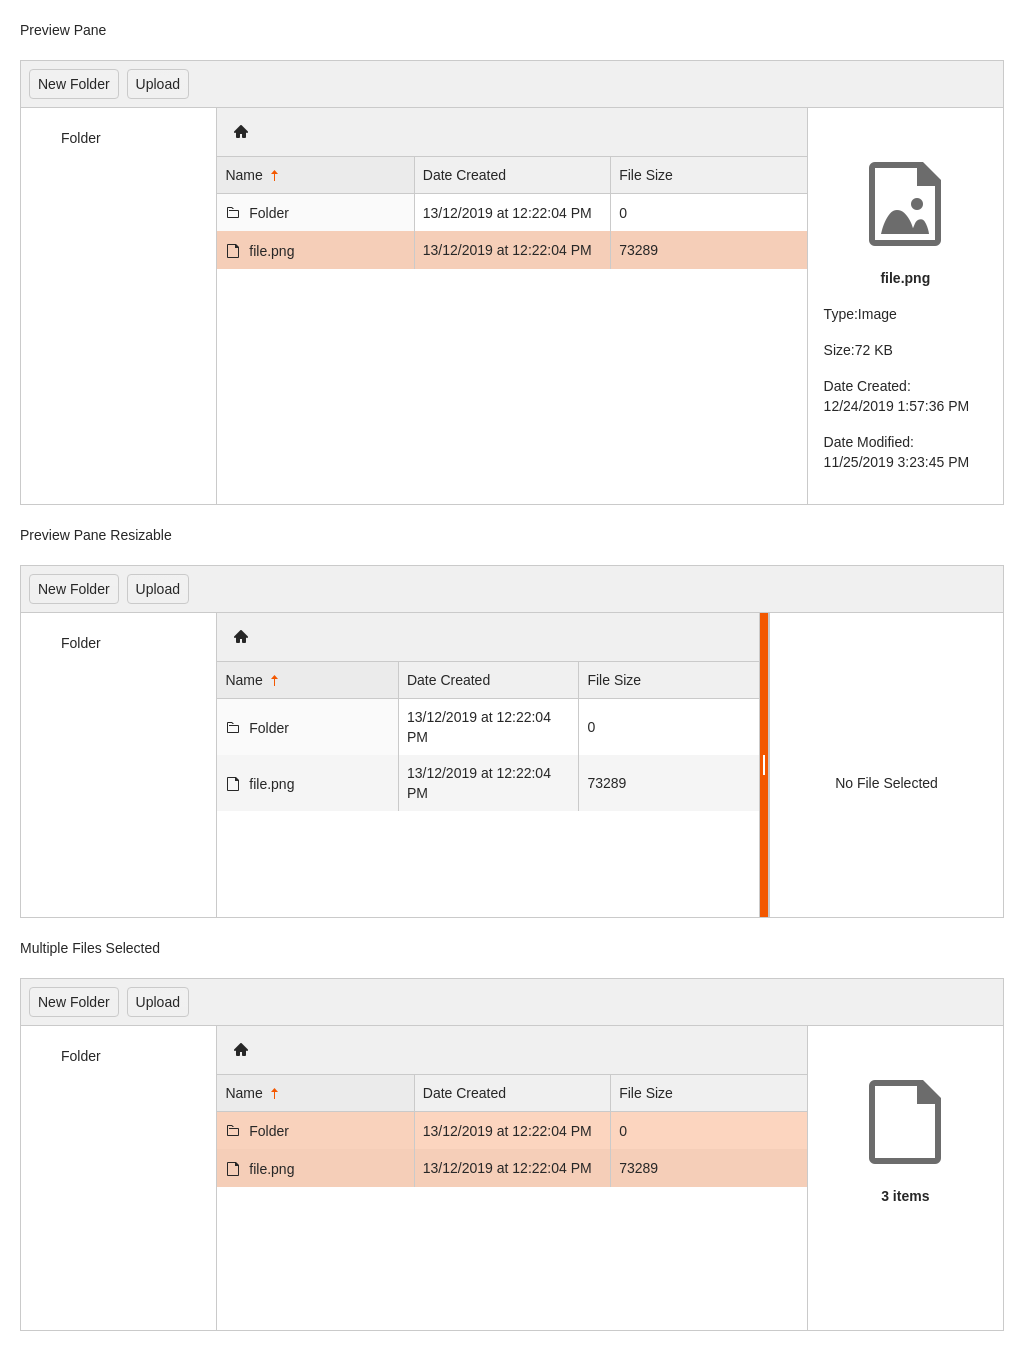 Preview Pane
New Folder Upload
Folder
Name Date Created File Size
Folder 13/12/2019 at 12:22:04 PM 0
file.png 13/12/2019 at 12:22:04 PM 73289
file.png
Type:Image
Size:72 KB
Date Created:
12/24/2019 1:57:36 PM
Date Modified:
11/25/2019 3:23:45 PM
Preview Pane Resizable
New Folder Upload
Folder
Name Date Created File Size
Folder 13/12/2019 at 12:22:04 PM 0
file.png 13/12/2019 at 12:22:04 PM 73289
No File Selected
Multiple Files Selected
New Folder Upload
Folder
Name Date Created File Size
Folder 13/12/2019 at 12:22:04 PM 0
file.png 13/12/2019 at 12:22:04 PM 73289
3 items